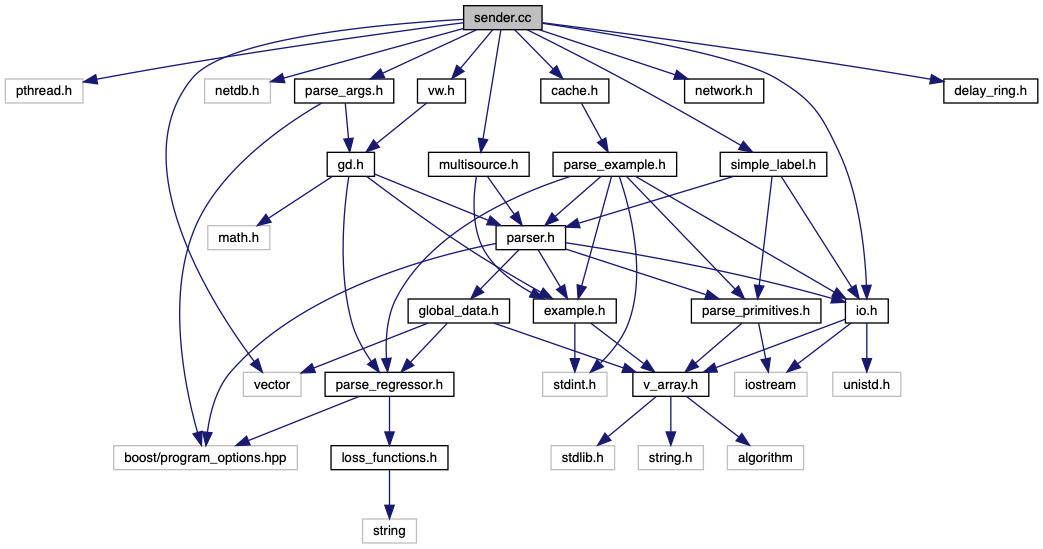 sender.cc
pthread.h
netdb.h
parse_args.h
vw.h
cache.h
network.h
delay_ring.h
gd.h
multisource.h
parse_example.h
simple_label.h
math.h
parser.h
global_data.h
example.h
parse_primitives.h
io.h
vector
parse_regressor.h
stdint.h
v_array.h
iostream
unistd.h
boost/program_options.hpp
loss_functions.h
stdlib.h
string.h
algorithm
string